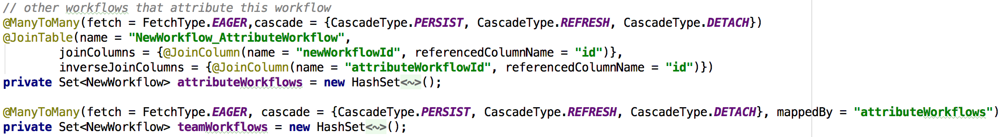 // other workflows that attribute this workflow
@ManyToMany(fetch = FetchType.EAGER,cascade = {CascadeType.PERSIST, CascadeType.REFRESH, CascadeType.DETACH})
@JoinTable(name = "NewWorkflow_AttributeWorkflow",
        joinColumns = {@JoinColumn(name = "newWorkflowId", referencedColumnName = "id")},
        inverseJoinColumns = {@JoinColumn(name = "attributeWorkflowId", referencedColumnName = "id")})
private Set<NewWorkflow> attributeWorkflows = new HashSet<~>();
@ManyToMany(fetch = FetchType.EAGER, cascade = {CascadeType.PERSIST, CascadeType.REFRESH, CascadeType.DETACH}, mappedBy = "attributeWorkflows")
private Set<NewWorkflow> teamWorkflows = new HashSet<~>();